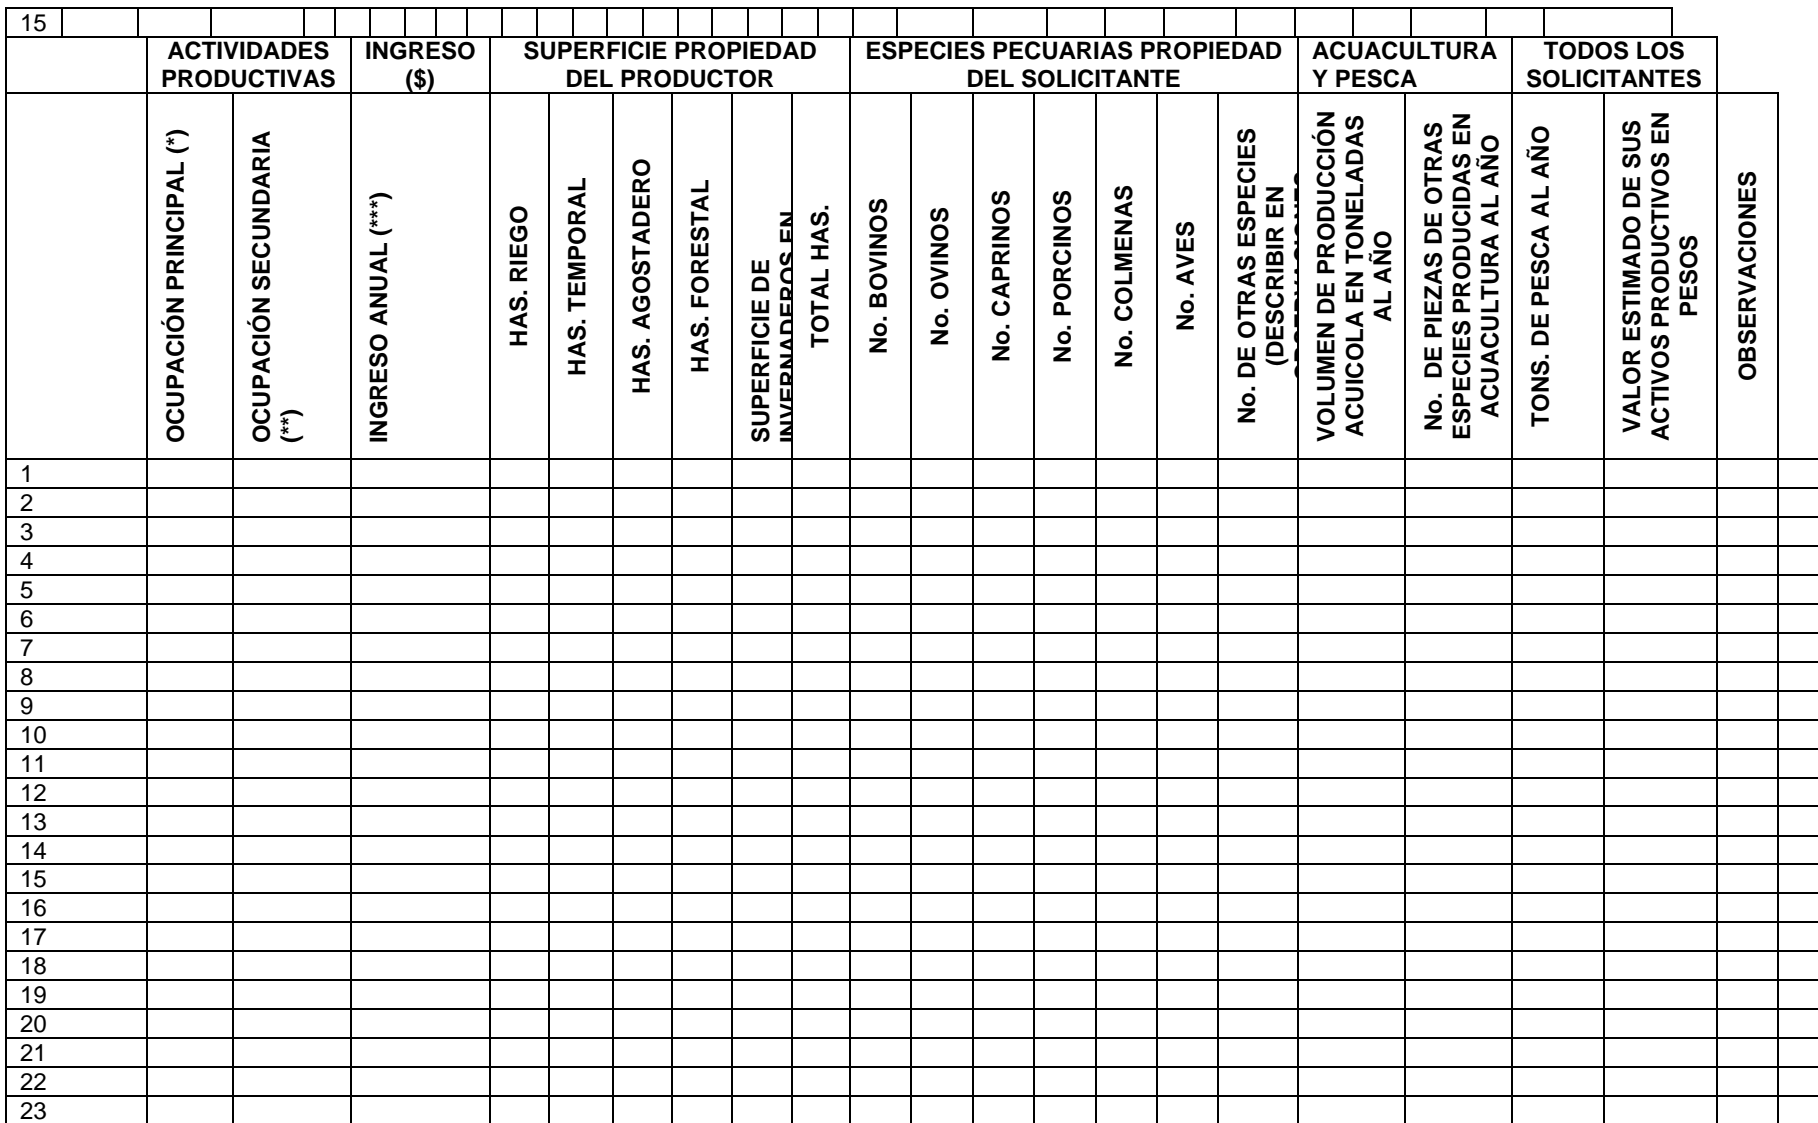 15
ACTIVIDADES
PRODUCTIVAS
INGRESO
($)
SUPERFICIE PROPIEDAD
DEL PRODUCTOR
ESPECIES PECUARIAS PROPIEDAD
DEL SOLICITANTE
ACUACULTURA
Y PESCA
TODOS LOS
SOLICITANTES
OCUPACIÓN PRINCIPAL (*)
OCUPACIÓN SECUNDARIA
(**)
INGRESO ANUAL (***)
HAS. RIEGO
HAS. TEMPORAL
HAS. AGOSTADERO
HAS. FORESTAL
SUPERFICIE DE
INVERNADEROS EN
TOTAL HAS.
No. BOVINOS
No. OVINOS
No. CAPRINOS
No. PORCINOS
No. COLMENAS
No. AVES
No. DE OTRAS ESPECIES
(DESCRIBIR EN
VOLUMEN DE PRODUCCIÓN
ACUICOLA EN TONELADAS
AL AÑO
No. DE PIEZAS DE OTRAS
ESPECIES PRODUCIDAS EN
ACUACULTURA AL AÑO
TONS. DE PESCA AL AÑO
VALOR ESTIMADO DE SUS
ACTIVOS PRODUCTIVOS EN
PESOS
OBSERVACIONES
1
2
3
4
5
6
7
8
9
10
11
12
13
14
15
16
17
18
19
20
21
22
23